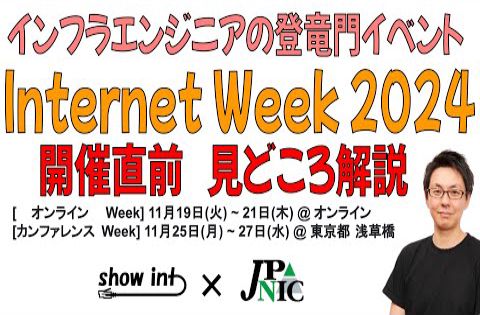 インフラエンジニアの登竜門イベント
Internet Week 2024
開催直前 見どころ解説
[ オンライン Week] 11月19日(火) ~ 21日(木) @ オンライン
[カンファレンス Week] 11月25日(月) ~ 27日(水) @ 東京都 浅草橋
show int × JPNIC